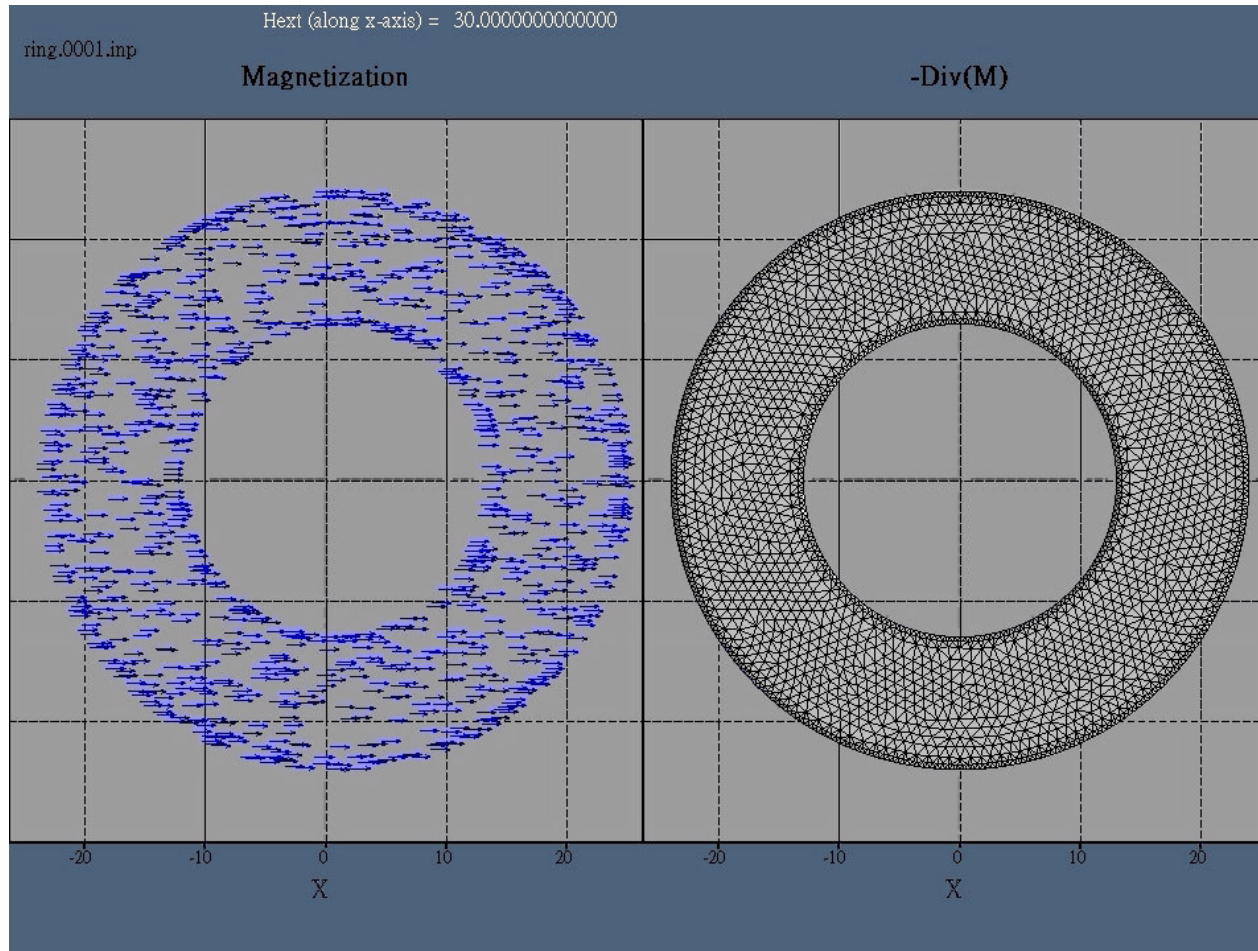 Hext (along x-axis) = 30.0000000000000
ring.0001.inp
Magnetization
-Div(M)
-20 -10 0 10 20
-20 -10 0 10 20
X
X